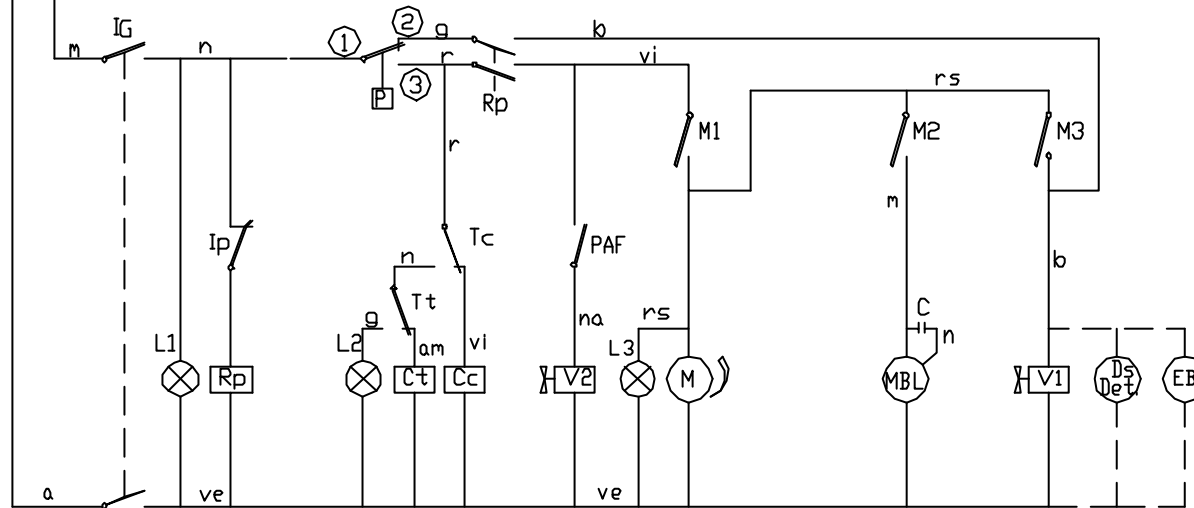 IG
2
g
b
m
n
1
r
vi
3
P
Rp
rs
M1
M2
M3
r
m
Ip
Tc
PAF
n
b
Tt
g
na
rs
C
L1
L2
am
vi
L3
n
Rp
Ct
Cc
V2
M
MBL
V1
Ds
Det.
EB
a
ve
ve